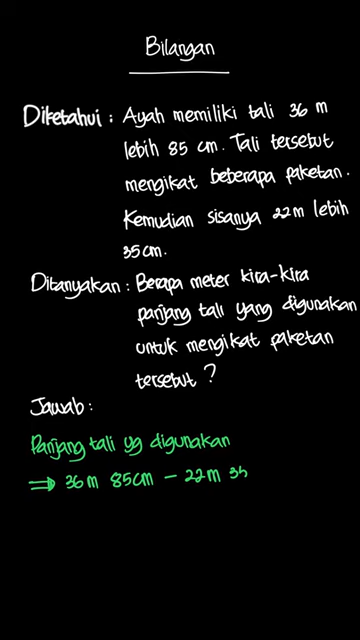 Bilangan
Diketahui : Ayah memiliki tali 36 m
lebih 85 cm. Tali tersebut
mengikat beberapa paketan.
Kemudian sisanya 22 m lebih
35 cm.
Ditanyakan : Berapa meter kira-kira
panjang tali yang digunakan
untuk mengikat paketan
tersebut ?
Jawab :
Panjang tali yg digunakan
⇒ 36 m 85 cm - 22 m 35